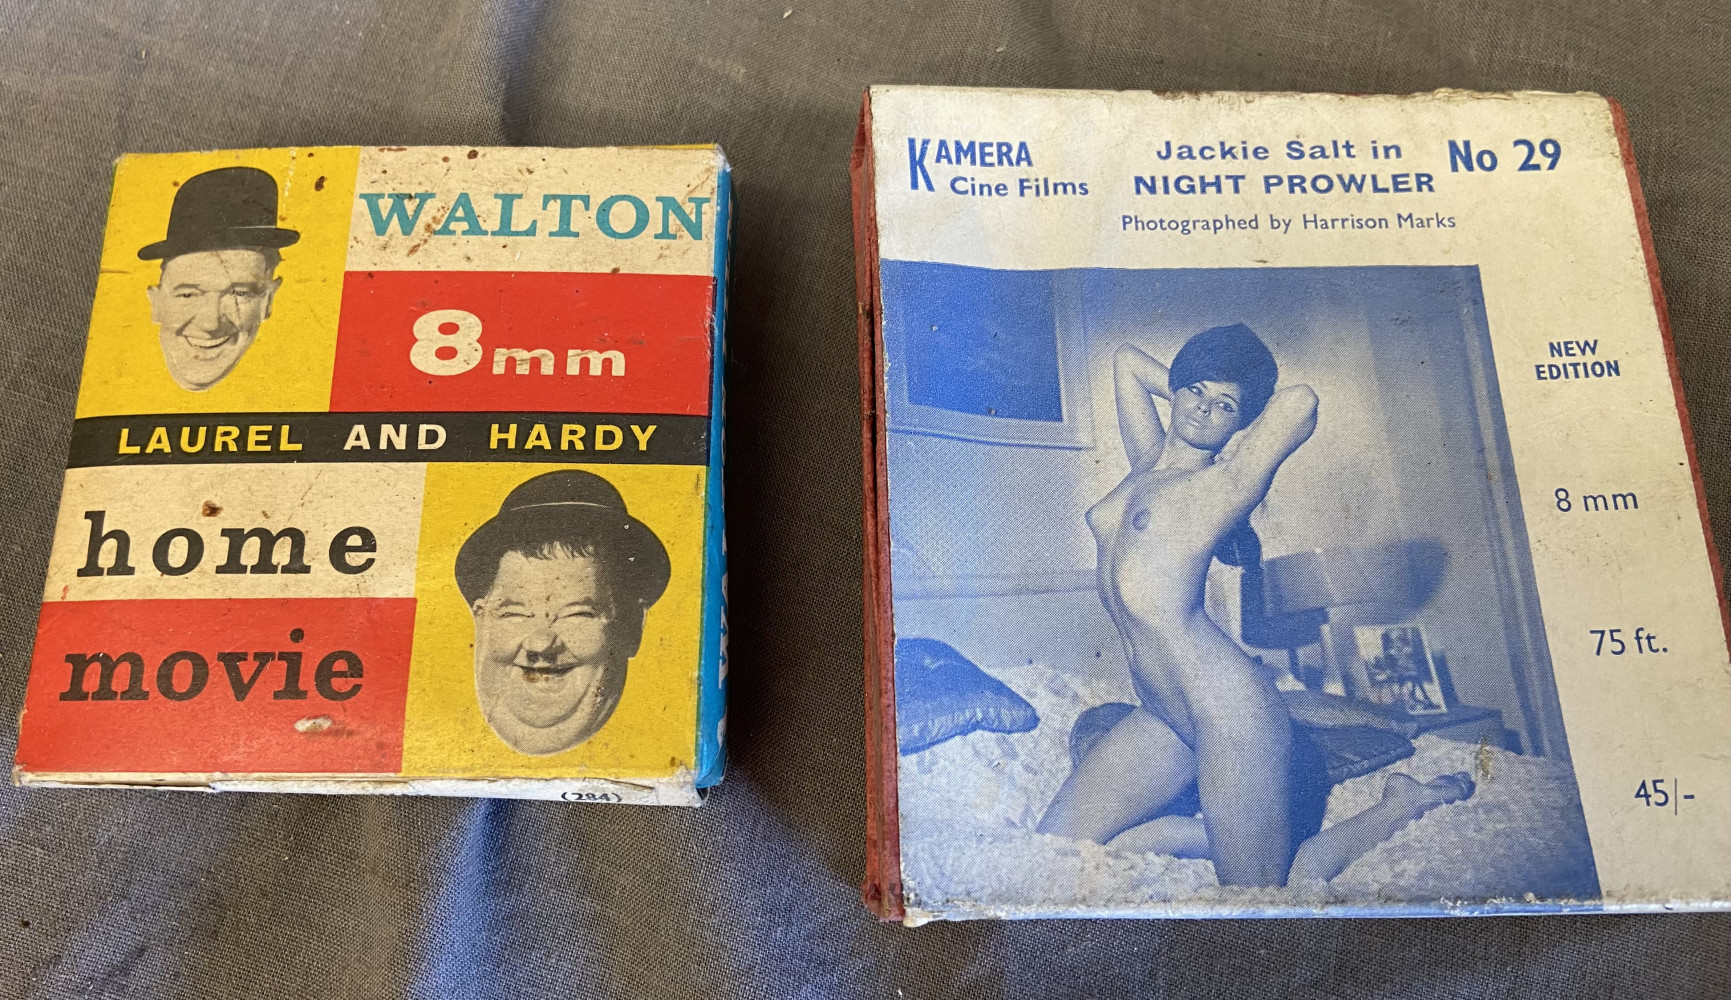 WALTON
8mm
LAUREL AND HARDY
home
movie
(284)
KAMERA
Cine Films
Jackie Salt in
NIGHT PROWLER
No 29
Photographed by Harrison Marks
NEW
EDITION
8 mm
75 ft.
45/-